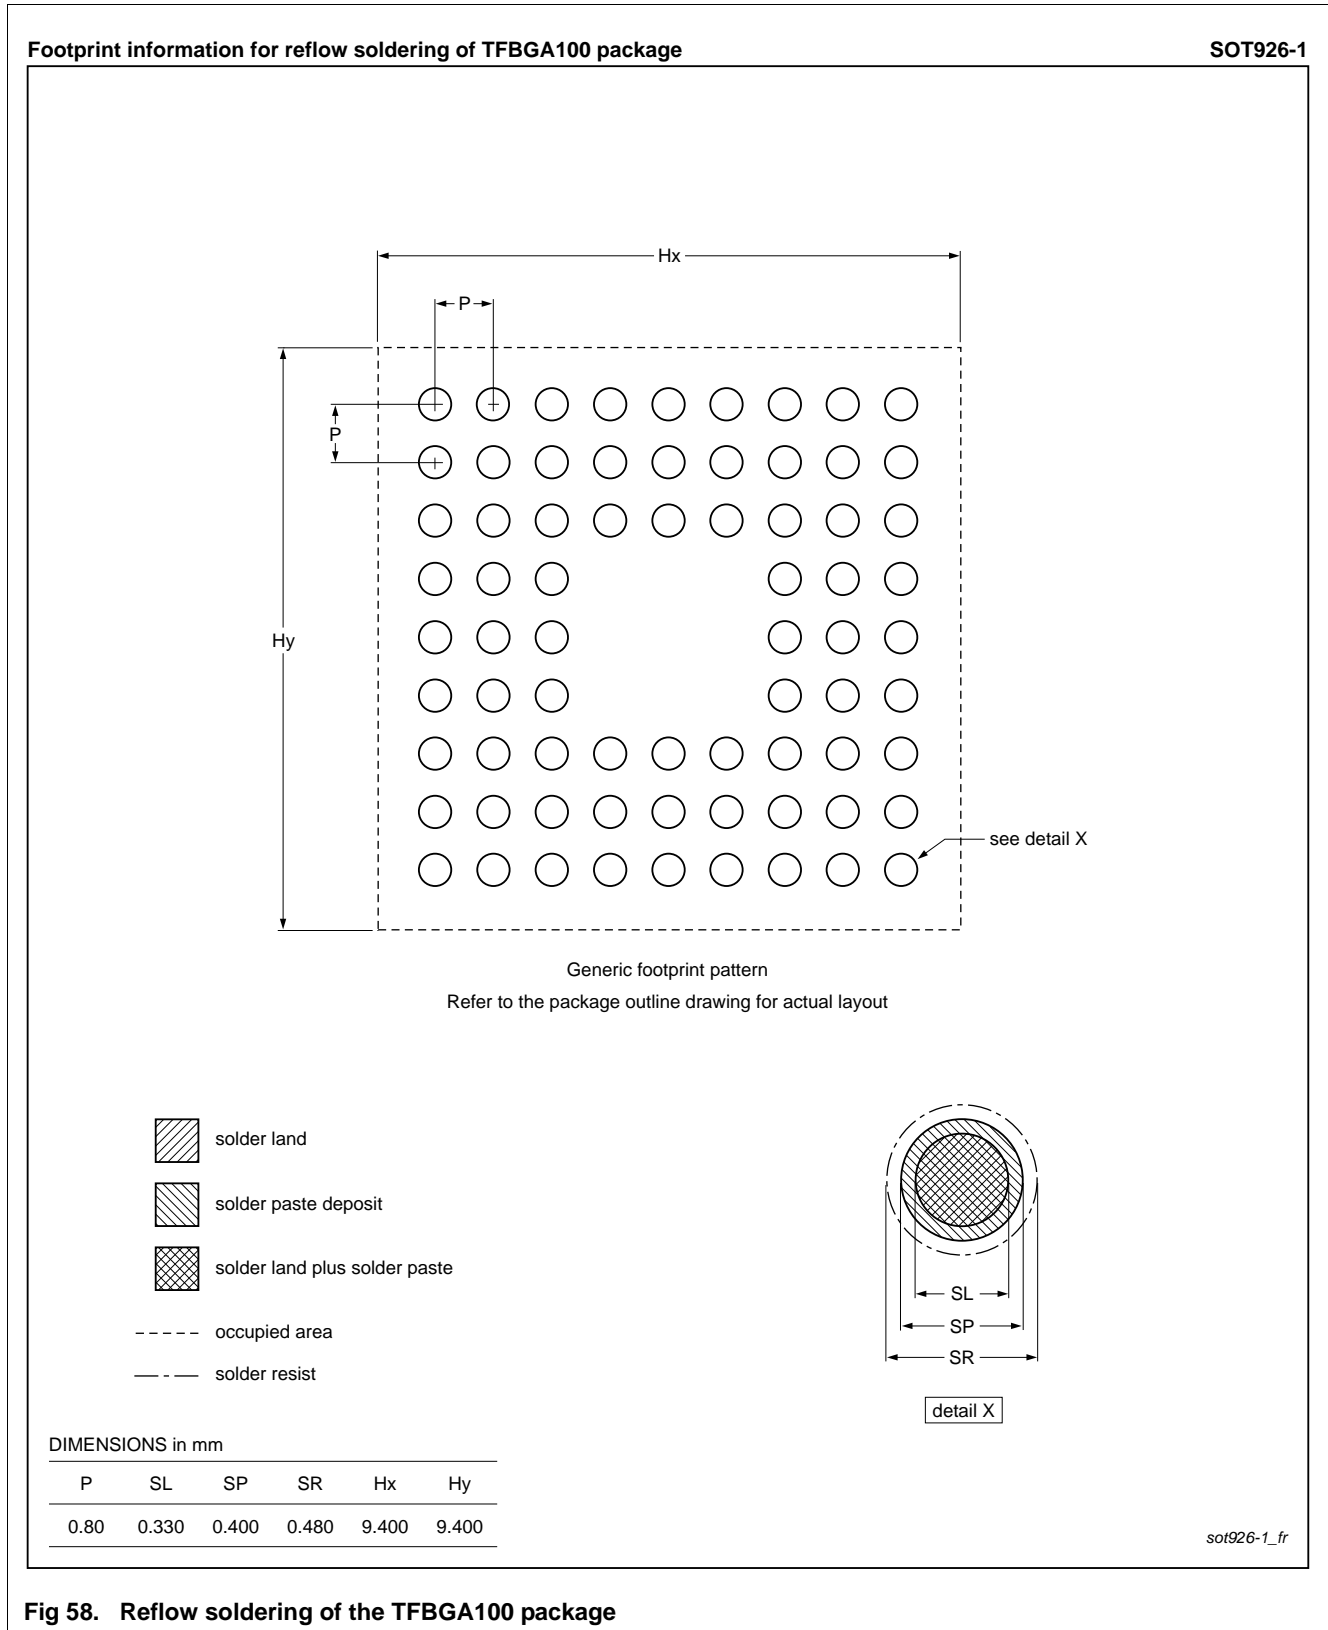 Footprint information for reflow soldering of TFBGA100 package SOT926-1
Hx
P
P
Hy
see detail X
Generic footprint pattern
Refer to the package outline drawing for actual layout
solder land
solder paste deposit
solder land plus solder paste
occupied area
solder resist
SL
SP
SR
detail X
DIMENSIONS in mm
P SL SP SR Hx Hy
0.80 0.330 0.400 0.480 9.400 9.400
sot926-1_fr
Fig 58. Reflow soldering of the TFBGA100 package